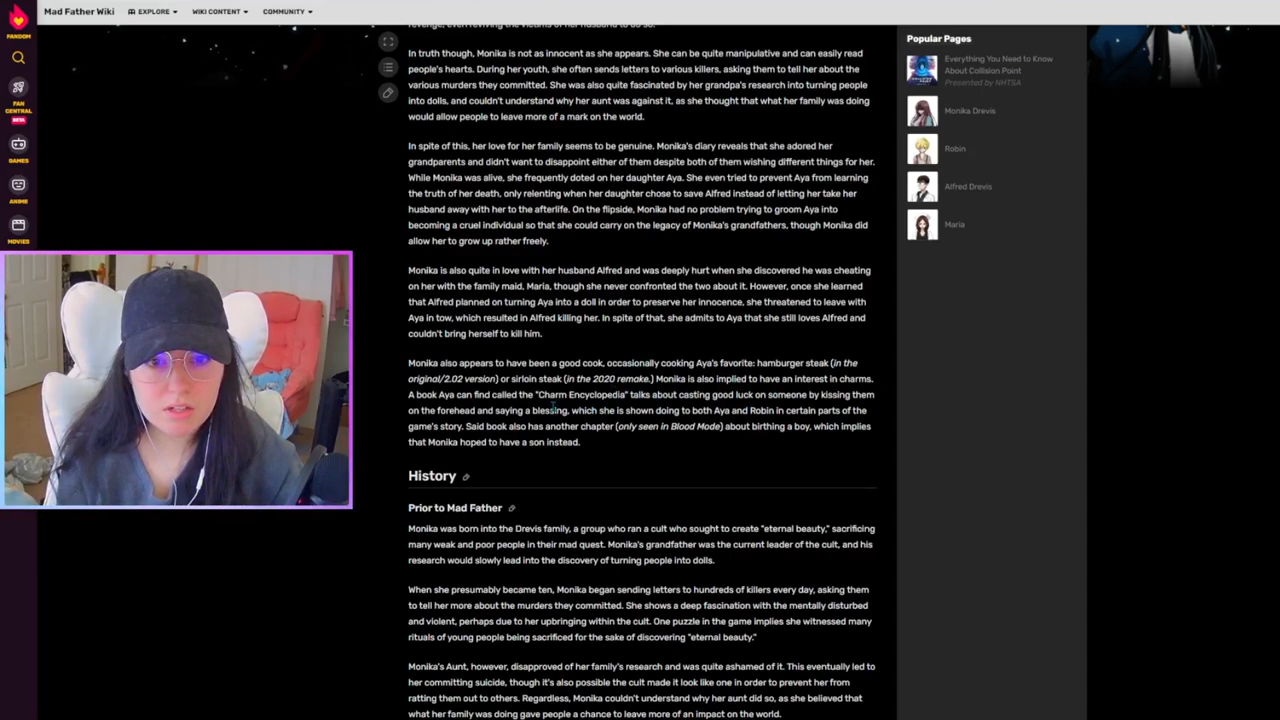 Mad Father Wiki
EXPLORE
WIKI CONTENT
COMMUNITY
FANDOM
FAN
CENTRAL
BETA
GAMES
ANIME
MOVIES
revenge, even reviving the victims of her husband to do so.
In truth though, Monika is not as innocent as she appears. She can be quite manipulative and can easily read
people's hearts. During her youth, she often sends letters to various killers, asking them to tell her about the
various murders they committed. She was also quite fascinated by her grandpa's research into turning people
into dolls, and couldn't understand why her aunt was against it, as she thought that what her family was doing
would allow people to leave more of a mark on the world.
In spite of this, her love for her family seems to be genuine. Monika's diary reveals that she adored her
grandparents and didn't want to disappoint either of them despite both of them wishing different things for her.
While Monika was alive, she frequently doted on her daughter Aya. She even tried to prevent Aya from learning
the truth of her death, only relenting when her daughter chose to save Alfred instead of letting her take her
husband away with her to the afterlife. On the flipside, Monika had no problem trying to groom Aya into
becoming a cruel individual so that she could carry on the legacy of Monika's grandfathers, though Monika did
allow her to grow up rather freely.
Monika is also quite in love with her husband Alfred and was deeply hurt when she discovered he was cheating
on her with the family maid, Maria, though she never confronted the two about it. However, once she learned
that Alfred planned on turning Aya into a doll in order to preserve her innocence, she threatened to leave with
Aya in tow, which resulted in Alfred killing her. In spite of that, she admits to Aya that she still loves Alfred and
couldn't bring herself to kill him.
Monika also appears to have been a good cook, occasionally cooking Aya's favorite: hamburger steak (in the
original/2.02 version) or sirloin steak (in the 2020 remake.) Monika is also implied to have an interest in charms.
A book Aya can find called the "Charm Encyclopedia" talks about casting good luck on someone by kissing them
on the forehead and saying a blessing, which she is shown doing to both Aya and Robin in certain parts of the
game's story. Said book also has another chapter (only seen in Blood Mode) about birthing a boy, which implies
that Monika hoped to have a son instead.
History
Prior to Mad Father
Monika was born into the Drevis family, a group who ran a cult who sought to create "eternal beauty," sacrificing
many weak and poor people in their mad quest. Monika's grandfather was the current leader of the cult, and his
research would slowly lead into the discovery of turning people into dolls.
When she presumably became ten, Monika began sending letters to hundreds of killers every day, asking them
to tell her more about the murders they committed. She shows a deep fascination with the mentally disturbed
and violent, perhaps due to her upbringing within the cult. One puzzle in the game implies she witnessed many
rituals of young people being sacrificed for the sake of discovering "eternal beauty."
Monika's Aunt, however, disapproved of her family's research and was quite ashamed of it. This eventually led to
her committing suicide, though it's also possible the cult made it look like one in order to prevent her from
ratting them out to others. Regardless, Monika couldn't understand why her aunt did so, as she believed that
what her family was doing gave people a chance to leave more of an impact on the world.
Popular Pages
Everything You Need to Know
About Collision Point
Presented by NHTSA
Monika Drevis
Robin
Alfred Drevis
Maria